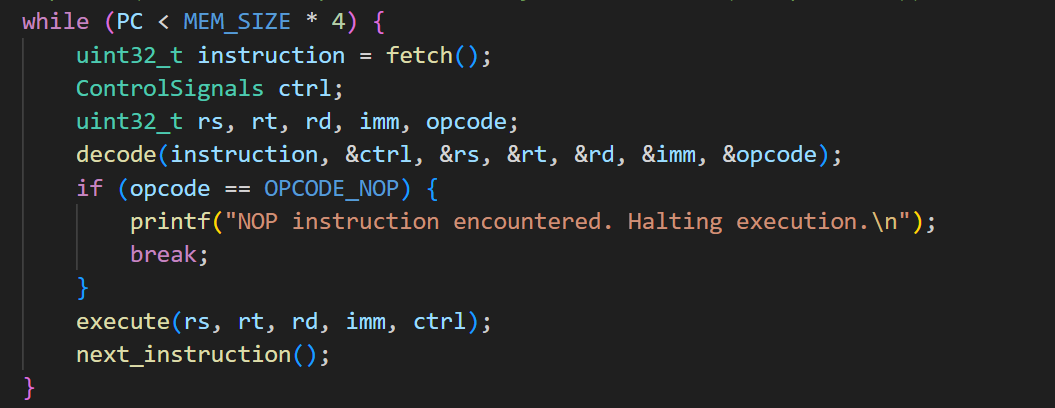 while (PC < MEM_SIZE * 4) {
    uint32_t instruction = fetch();
    ControlSignals ctrl;
    uint32_t rs, rt, rd, imm, opcode;
    decode(instruction, &ctrl, &rs, &rt, &rd, &imm, &opcode);
    if (opcode == OPCODE_NOP) {
        printf("NOP instruction encountered. Halting execution.\n");
        break;
    }
    execute(rs, rt, rd, imm, ctrl);
    next_instruction();
}